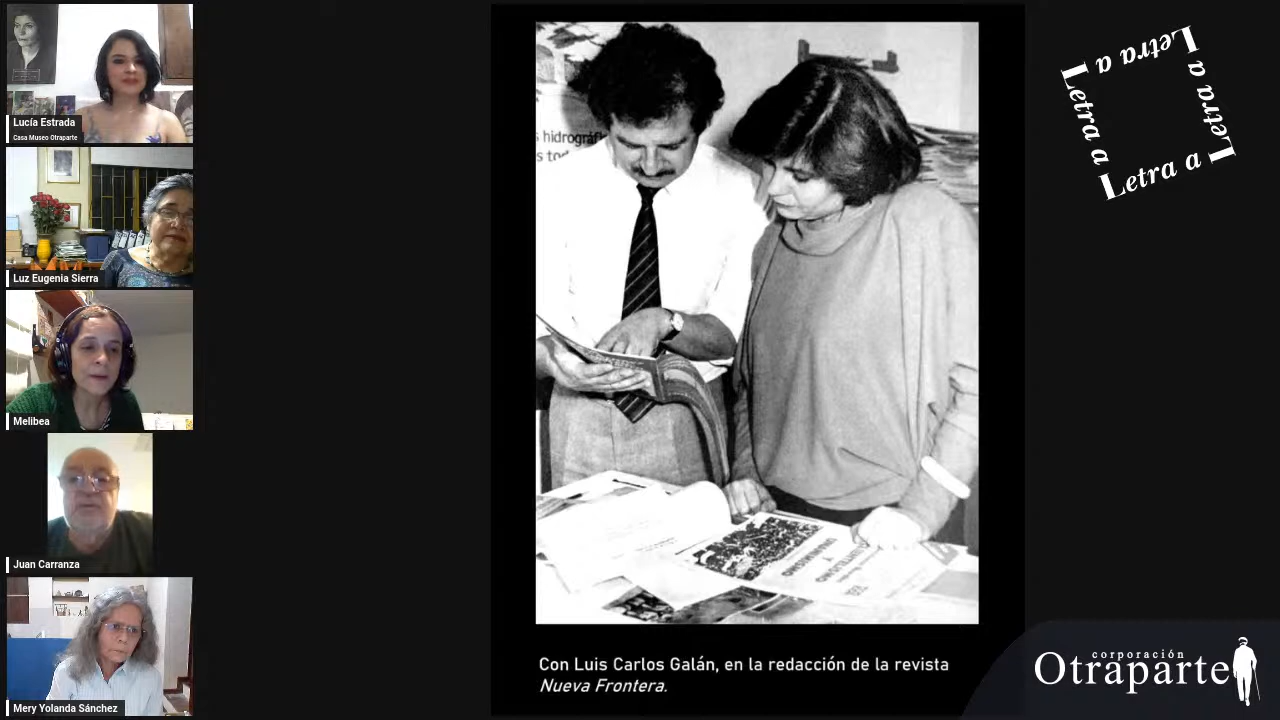 Lucía Estrada
Casa Museo Otraparte
Luz Eugenia Sierra
Melibea
Juan Carranza
Mery Yolanda Sánchez
s hidrográfi
Con Luis Carlos Galán, en la redacción de la revista
Nueva Frontera.
Letra a
Letra a
Letra a
Letra a
corporación
Otraparte